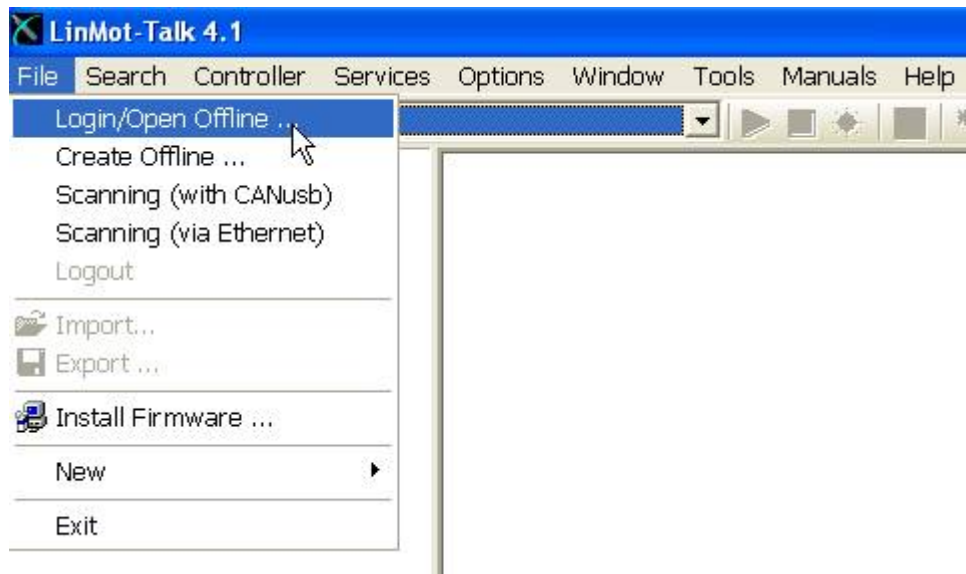 LinMot-Talk 4.1
File Search Controller Services Options Window Tools Manuals Help
Login/Open Offline ...
Create Offline ...
Scanning (with CANusb)
Scanning (via Ethernet)
Logout
Import...
Export ...
Install Firmware ...
New
Exit